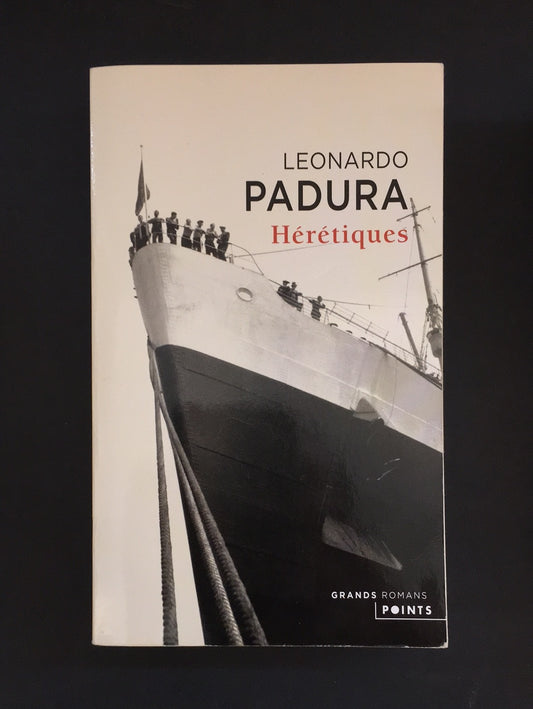 LEONARDO
PADURA
Hérétiques
GRANDS ROMANS
POINTS